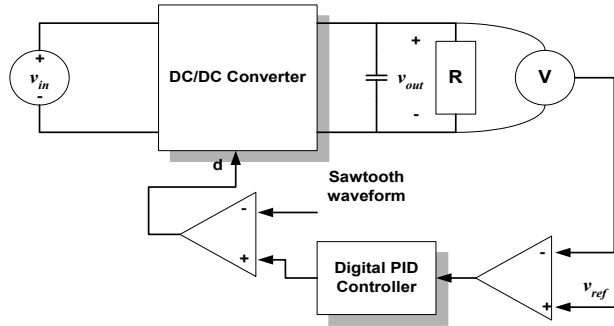 +
v_in
-
DC/DC Converter
+
v_out
-
R
V
d
Sawtooth
waveform
-
+
Digital PID
Controller
-
+
v_ref